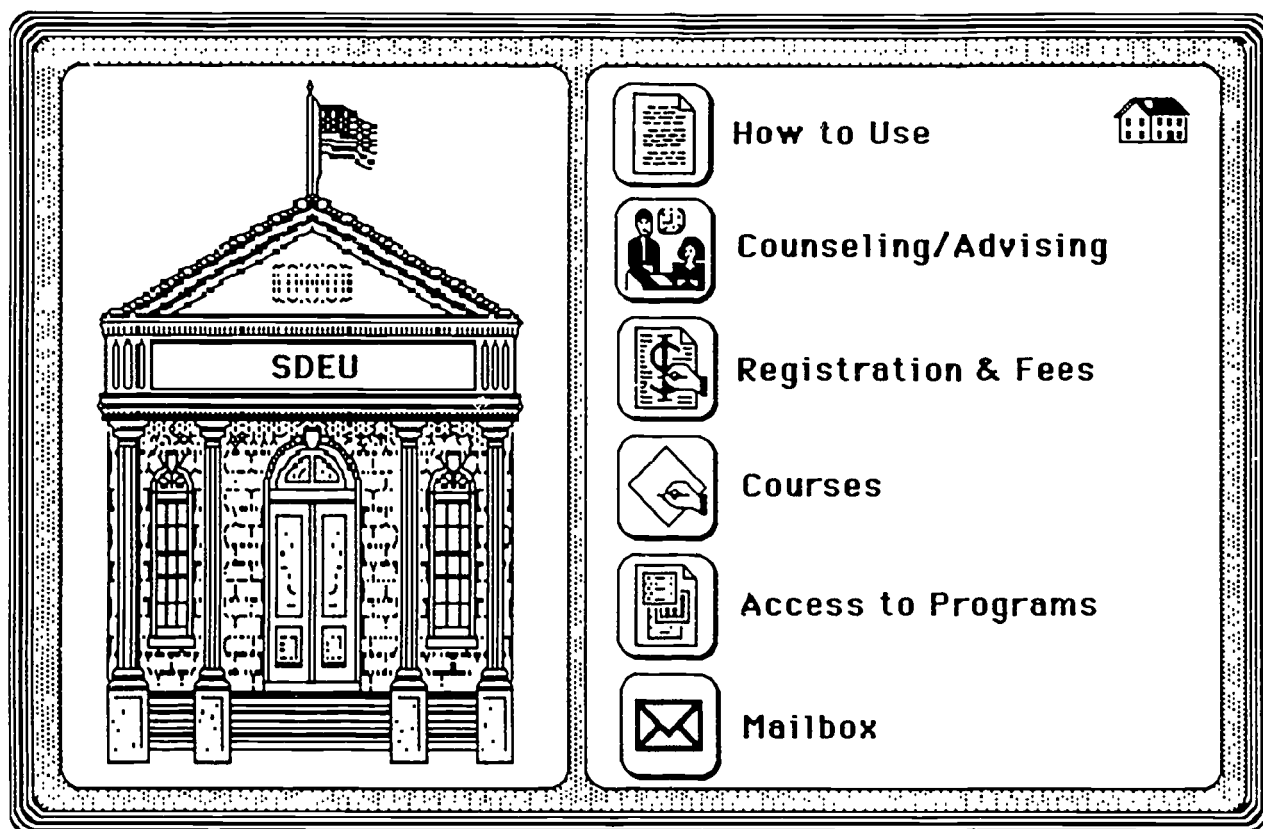 SDEU
How to Use
Counseling/Advising
Registration & Fees
Courses
Access to Programs
Mailbox